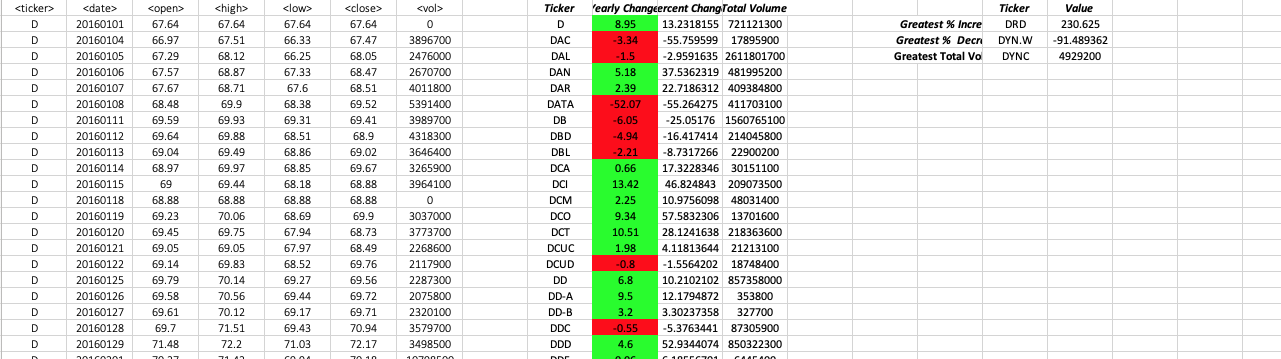 <ticker> <date> <open> <high> <low> <close> <vol> Ticker Yearly Change Percent Chang Total Volume Ticker Value
D 20160101 67.64 67.64 67.64 67.64 0 D 8.95 13.2318155 721121300 Greatest % Incre DRD 230.625
D 20160104 66.97 67.51 66.33 67.47 3896700 DAC -3.34 -55.759599 17895900 Greatest % Decr DYN.W -91.489362
D 20160105 67.29 68.12 66.25 68.05 2476000 DAL -1.5 -2.9591635 2611801700 Greatest Total Vol DYNC 4929200
D 20160106 67.57 68.87 67.33 68.47 2670700 DAN 5.18 37.5362319 481995200
D 20160107 67.67 68.71 67.6 68.51 4011800 DAR 2.39 22.7186312 409384800
D 20160108 68.48 69.9 68.38 69.52 5391400 DATA -52.07 -55.264275 411703100
D 20160111 69.59 69.93 69.31 69.41 3989700 DB -6.05 -25.05176 1560765100
D 20160112 69.64 69.88 68.51 68.9 4318300 DBD -4.94 -16.417414 214045800
D 20160113 69.04 69.49 68.86 69.02 3646400 DBL -2.21 -8.7317266 22900200
D 20160114 68.97 69.97 68.85 69.67 3265900 DCA 0.66 17.3228346 30151100
D 20160115 69 69.44 68.18 68.88 3964100 DCI 13.42 46.824843 209073500
D 20160118 68.88 68.88 68.88 68.88 0 DCM 2.25 10.9756098 48031400
D 20160119 69.23 70.06 68.69 69.9 3037000 DCO 9.34 57.5832306 13701600
D 20160120 69.45 69.75 67.94 68.73 3773700 DCT 10.51 28.1241638 218363600
D 20160121 69.05 69.05 67.97 68.49 2268600 DCUC 1.98 4.11813644 21213100
D 20160122 69.14 69.83 68.52 69.76 2117900 DCUD -0.8 -1.5564202 18748400
D 20160125 69.79 70.14 69.27 69.56 2287300 DD 6.8 10.2102102 857358000
D 20160126 69.58 70.56 69.44 69.72 2075800 DD-A 9.5 12.1794872 353800
D 20160127 69.61 70.12 69.17 69.71 2320100 DD-B 3.2 3.30237358 327700
D 20160128 69.7 71.51 69.43 70.94 3579700 DDC -0.55 -5.3763441 87305900
D 20160129 71.48 72.2 71.03 72.17 3498500 DDD 4.6 52.9344074 850322300